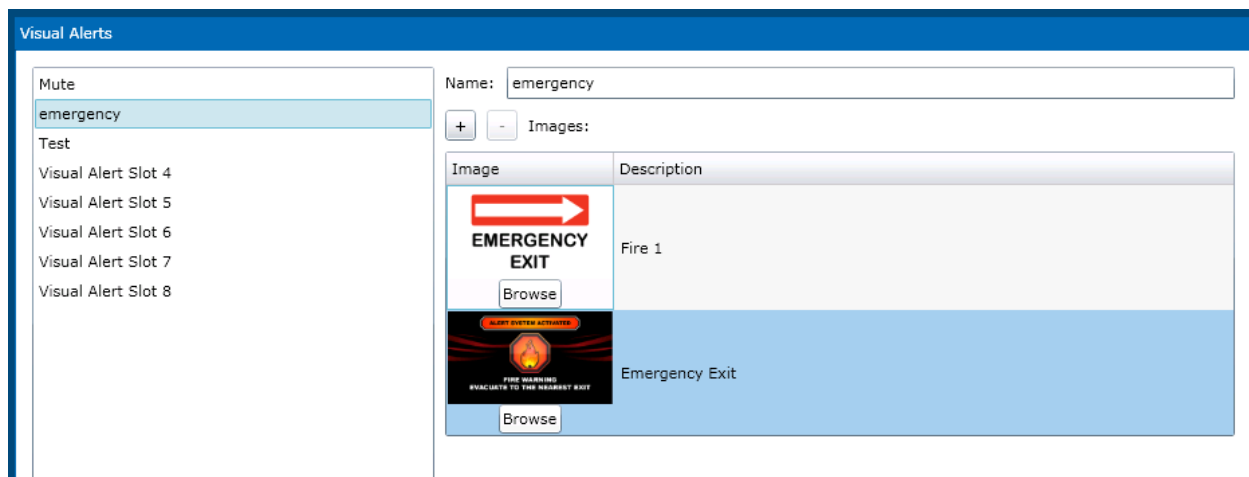 Visual Alerts
Mute
emergency
Test
Visual Alert Slot 4
Visual Alert Slot 5
Visual Alert Slot 6
Visual Alert Slot 7
Visual Alert Slot 8
Name: emergency
+ - Images:
Image Description
EMERGENCY
EXIT
Browse
Fire 1
ALERT SYSTEM ACTIVATED
FIRE WARNING
EVACUATE TO THE NEAREST EXIT
Browse
Emergency Exit